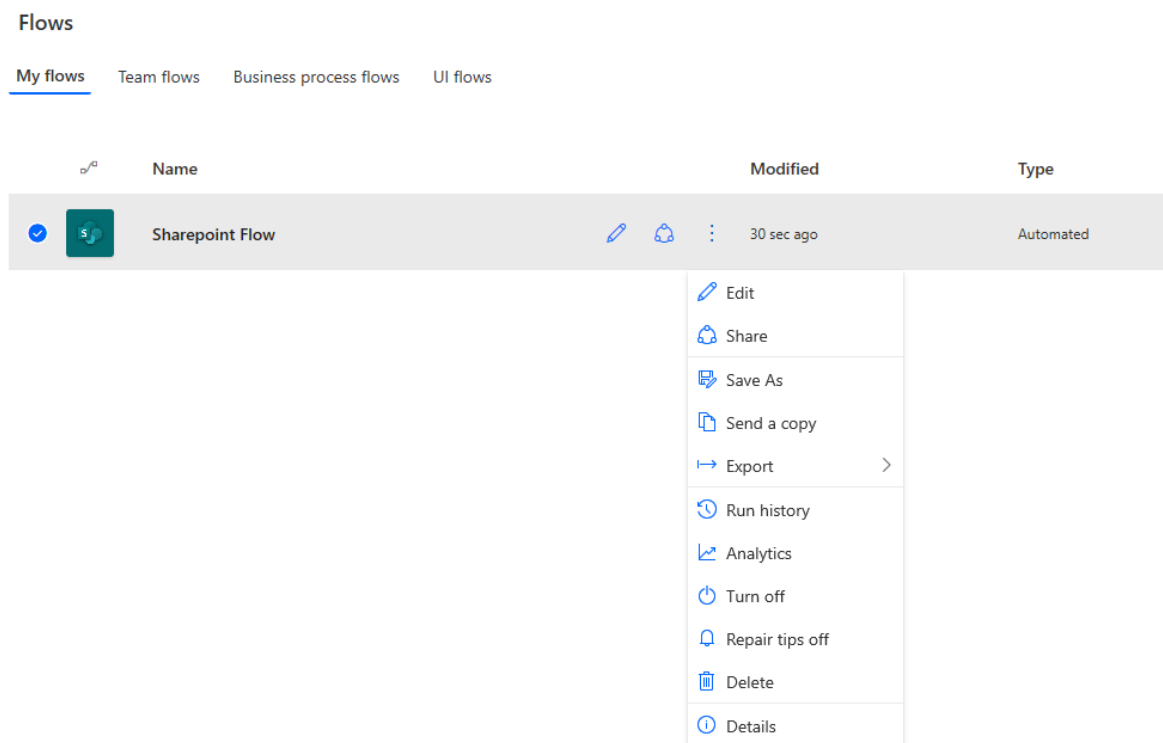 Flows
My flows Team flows Business process flows UI flows
Name Modified Type
S Sharepoint Flow 30 sec ago Automated
Edit
Share
Save As
Send a copy
Export
Run history
Analytics
Turn off
Repair tips off
Delete
Details